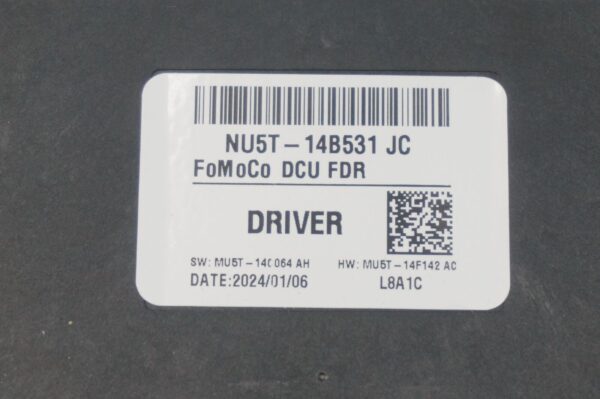 NU5T-14B531 JC
FoMoCo DCU FDR
DRIVER
SW: MU5T-14C064 AH HW: MU5T-14F142 AC
DATE:2024/01/06 L8A1C